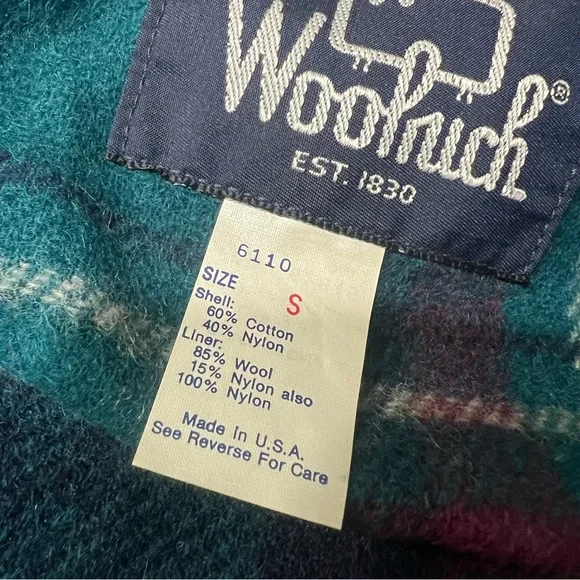 Woolrich®
EST. 1830
6110
SIZE S
Shell:
60% Cotton
40% Nylon
Liner:
85% Wool
15% Nylon also
100% Nylon
Made in U.S.A.
See Reverse For Care